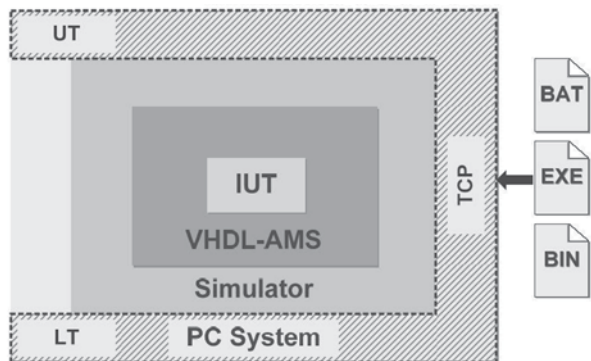 UT
BAT
TCP
EXE
IUT
VHDL-AMS
BIN
Simulator
LT
PC System